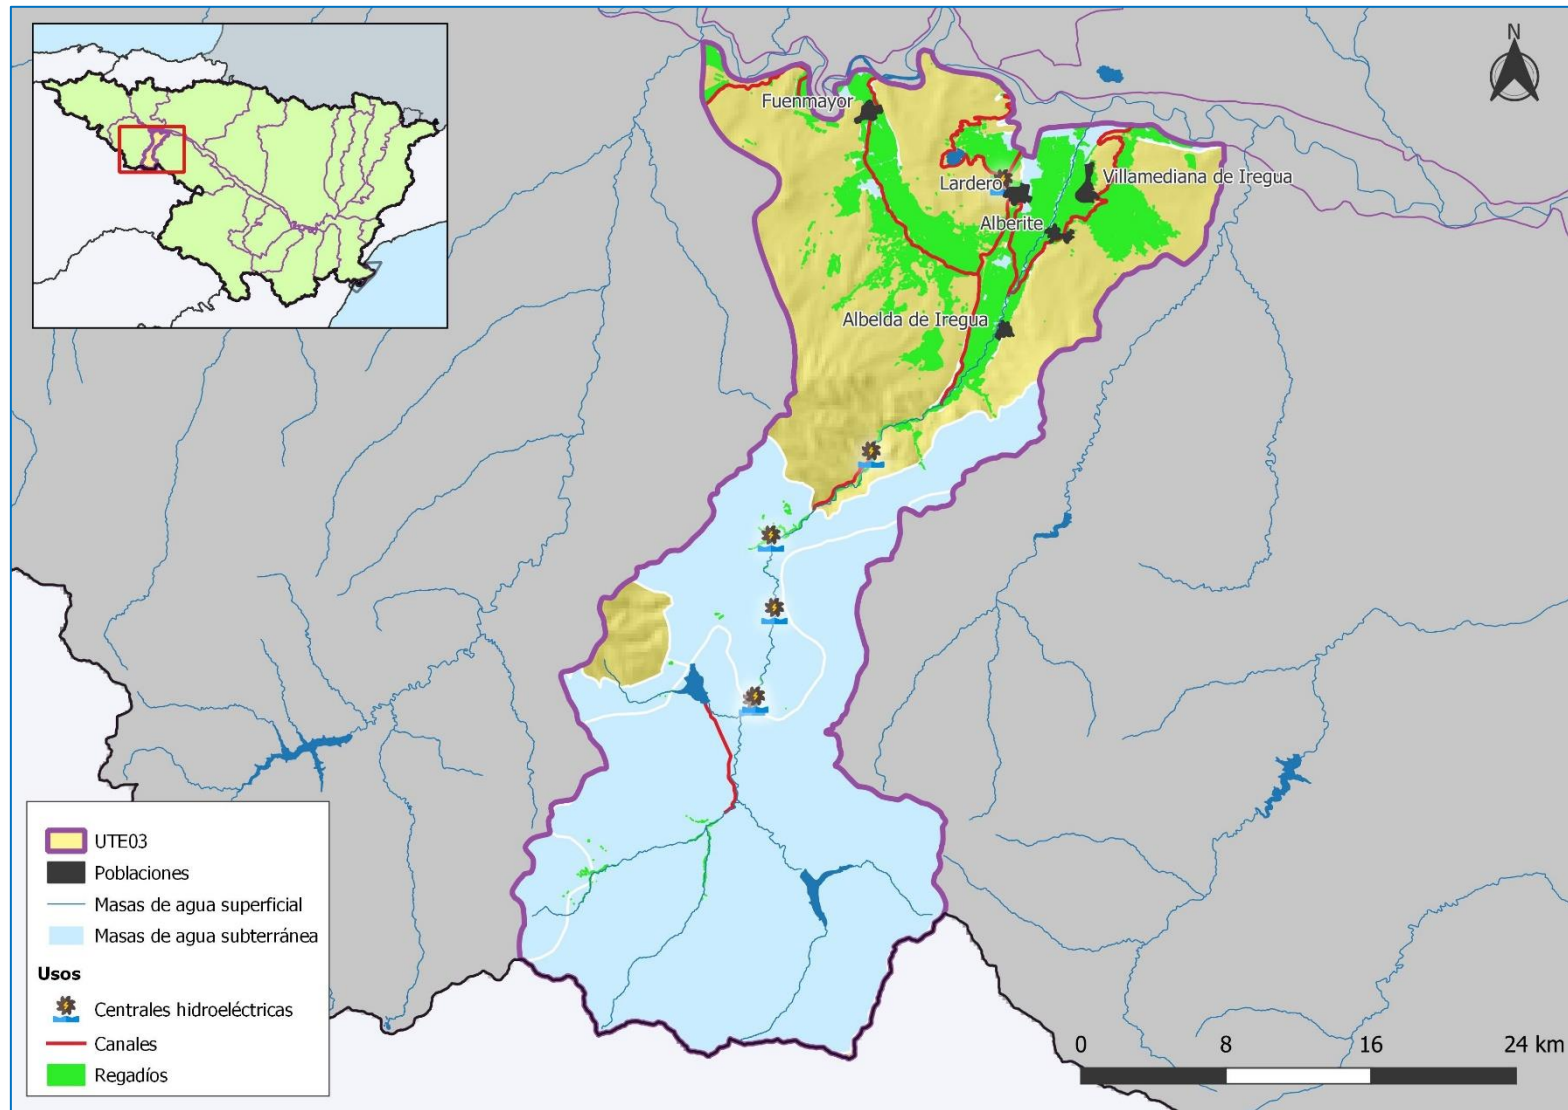 N
Fuenmayor
Lardero
Villamediana de Iregua
Alberite
Albelda de Iregua
UTE03
Poblaciones
Masas de agua superficial
Masas de agua subterránea
Usos
Centrales hidroeléctricas
Canales
Regadíos
0 8 16 24 km